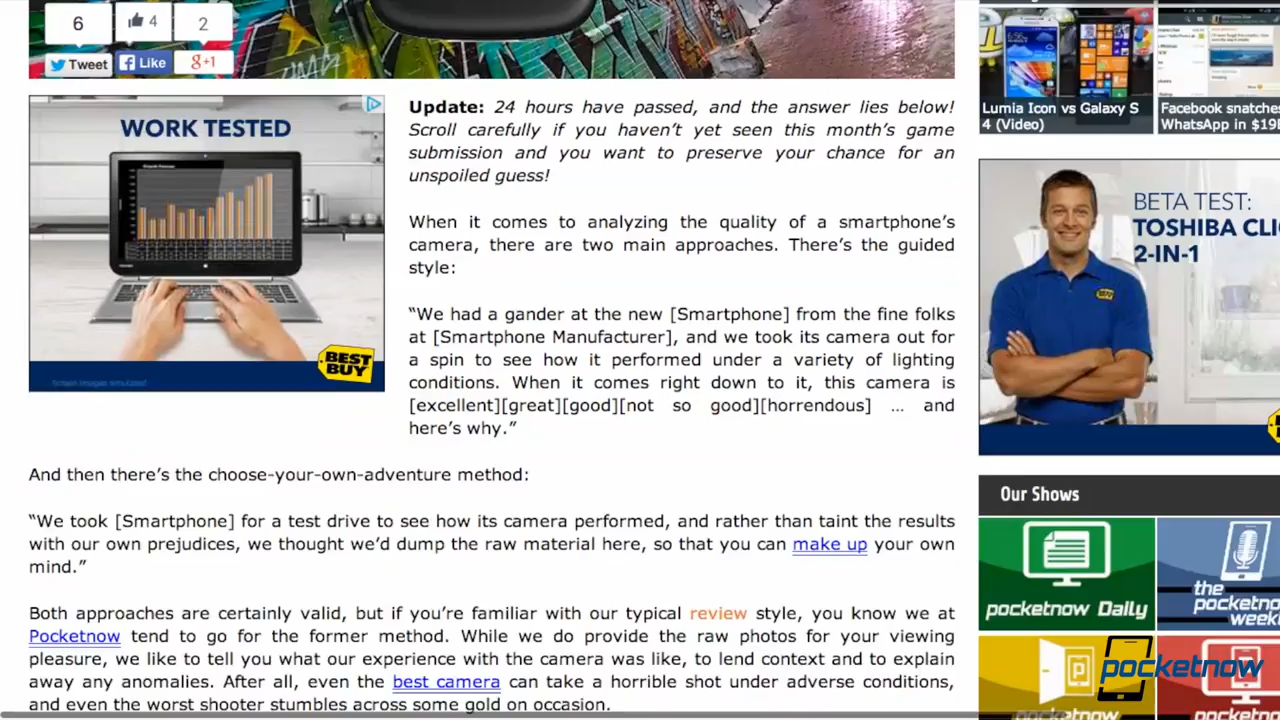 6
4
2
Tweet
Like
+1
WORK TESTED
BEST
BUY
Update: 24 hours have passed, and the answer lies below!
Scroll carefully if you haven’t yet seen this month’s game
submission and you want to preserve your chance for an
unspoiled guess!
When it comes to analyzing the quality of a smartphone’s
camera, there are two main approaches. There’s the guided
style:
“We had a gander at the new [Smartphone] from the fine folks
at [Smartphone Manufacturer], and we took its camera out for
a spin to see how it performed under a variety of lighting
conditions. When it comes right down to it, this camera is
[excellent][great][good][not so good][horrendous] … and
here’s why.”
And then there’s the choose-your-own-adventure method:
“We took [Smartphone] for a test drive to see how its camera performed, and rather than taint the results
with our own prejudices, we thought we’d dump the raw material here, so that you can make up your own
mind.”
Both approaches are certainly valid, but if you’re familiar with our typical review style, you know we at
Pocketnow tend to go for the former method. While we do provide the raw photos for your viewing
pleasure, we like to tell you what our experience with the camera was like, to lend context and to explain
away any anomalies. After all, even the best camera take a horrible shot under adverse conditions,
and even the worst shooter stumbles across some gold on occasion.
Lumia Icon vs Galaxy S
4 (Video)
Facebook snatches
WhatsApp in $19
BETA TEST:
TOSHIBA CLI
2-IN-1
Our Shows
pocketnow Daily
the
pocketnow
week
pocketnow
pocketnow